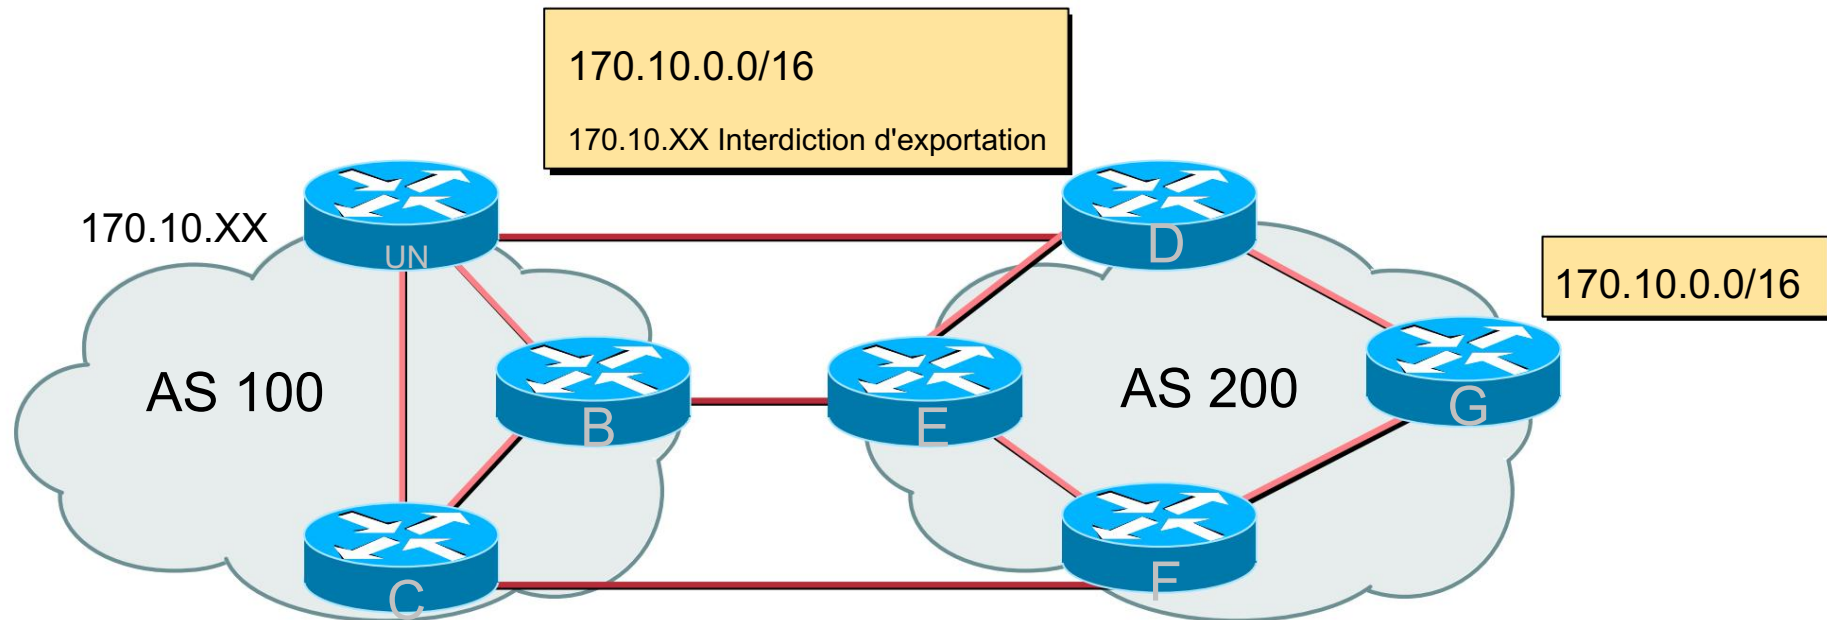 170.10.0.0/16
170.10.XX Interdiction d'exportation
170.10.XX
UN
D
170.10.0.0/16
AS 100
B
E
AS 200
G
C
F